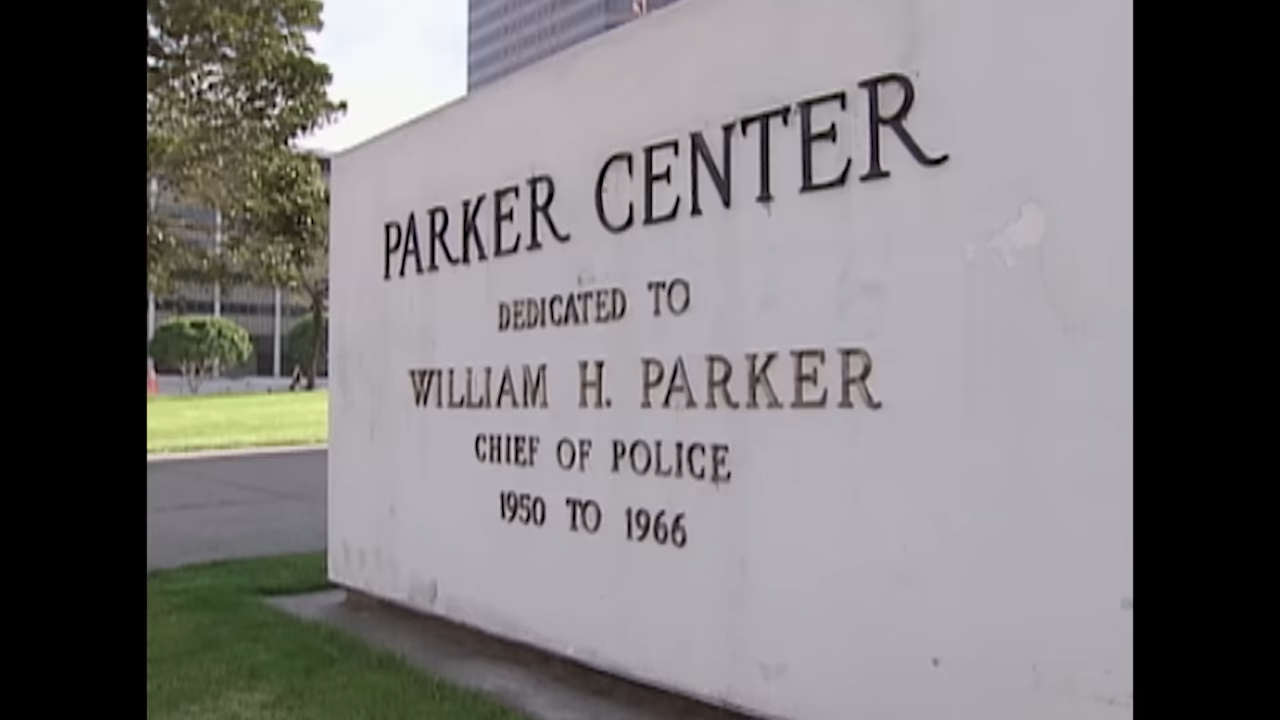 PARKER CENTER
DEDICATED TO
WILLIAM H. PARKER
CHIEF OF POLICE
1950 TO 1966